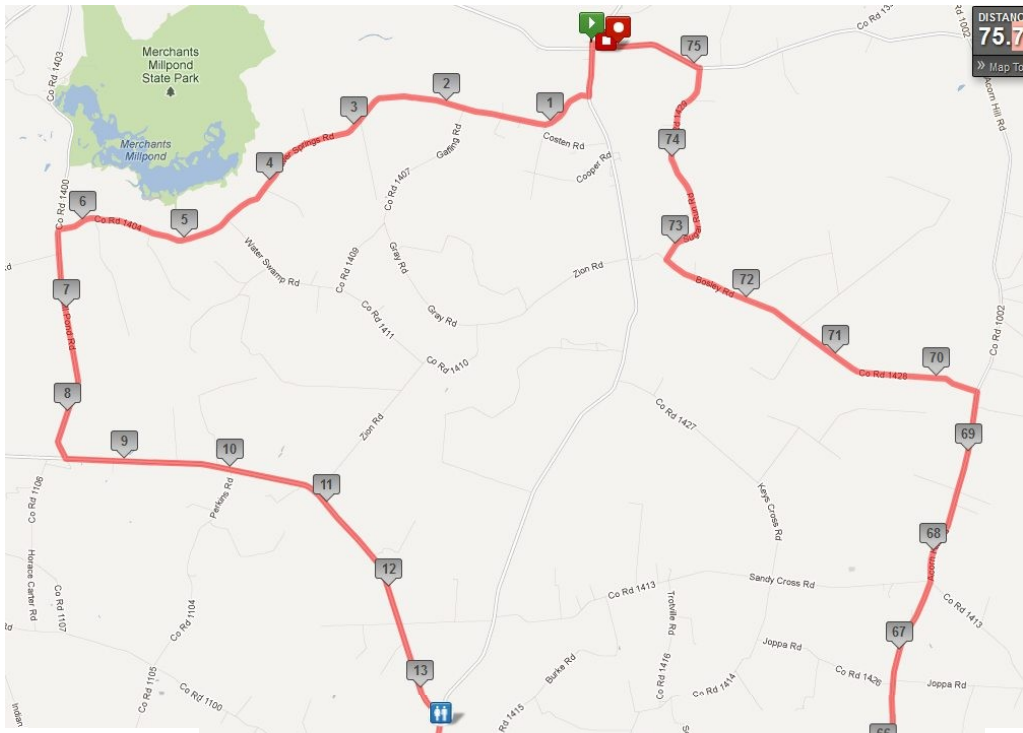 DISTANC
75.7
» Map To
Co Rd 1002
Acorn Hill Rd
Co Rd 1403
Merchants
Millpond
State Park
Merchants
Millpond
75
2
3
1
Costen Rd
Cooper Rd
Gatling Rd
Co Rd 1407
74
4
Co Rd 1400
6
5
Co Rd 1404
73
Water Swamp Rd
Co Rd 1409
Gray Rd
Zion Rd
72
Bosley Rd
7
Co Rd 1411
Gray Rd
Co Rd 1002
71
70
Co Rd 1428
Co Rd 1410
8
Zion Rd
Co Rd 1427
9
10
69
Co Rd 1106
Perkins Rd
11
Keys Cross Rd
68
12
Horace Carter Rd
Co Rd 1107
Co Rd 1104
Co Rd 1413
Trotville Rd
Sandy Cross Rd
Co Rd 1413
67
Joppa Rd
13
Burke Rd
Co Rd 1416
Co Rd 1414
Co Rd 1426
Joppa Rd
Co Rd 1105
Co Rd 1100
Indian
Rd 1415
66